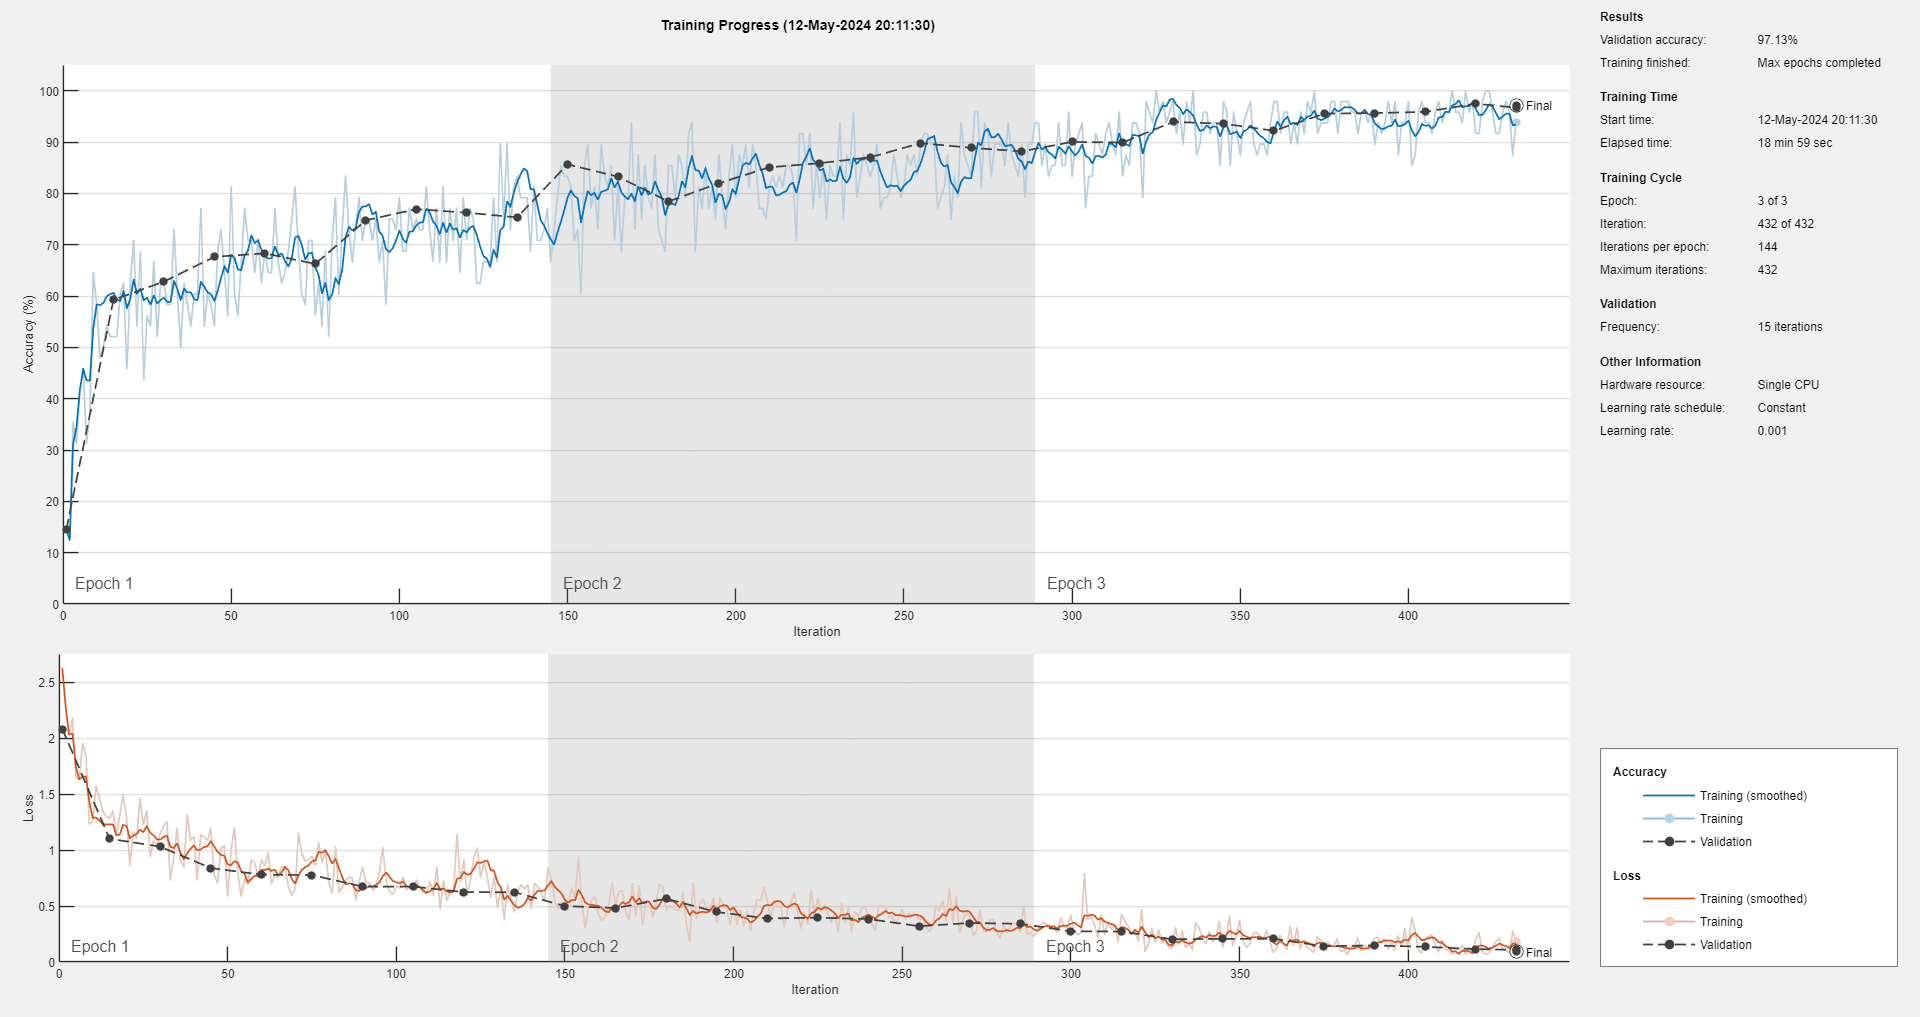 Training Progress (12-May-2024 20:11:30)
Accuracy (%)
100
90
80
70
60
50
40
30
20
10
0
Final
Epoch 1
Epoch 2
Epoch 3
0 50 100 150 200 250 300 350 400
Iteration
Loss
2.5
2
1.5
1
0.5
0
Epoch 1
Epoch 2
Epoch 3
Final
0 50 100 150 200 250 300 350 400
Iteration
Results
Validation accuracy: 97.13%
Training finished: Max epochs completed
Training Time
Start time: 12-May-2024 20:11:30
Elapsed time: 18 min 59 sec
Training Cycle
Epoch: 3 of 3
Iteration: 432 of 432
Iterations per epoch: 144
Maximum iterations: 432
Validation
Frequency: 15 iterations
Other Information
Hardware resource: Single CPU
Learning rate schedule: Constant
Learning rate: 0.001
Accuracy
Training (smoothed)
Training
Validation
Loss
Training (smoothed)
Training
Validation